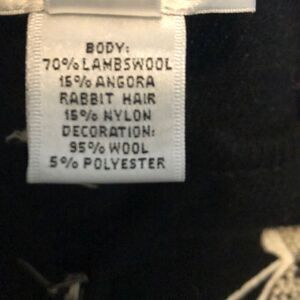 BODY:
70% LAMBSWOOL
15% ANGORA
RABBIT HAIR
15% NYLON
DECORATION:
95% WOOL
5% POLYESTER